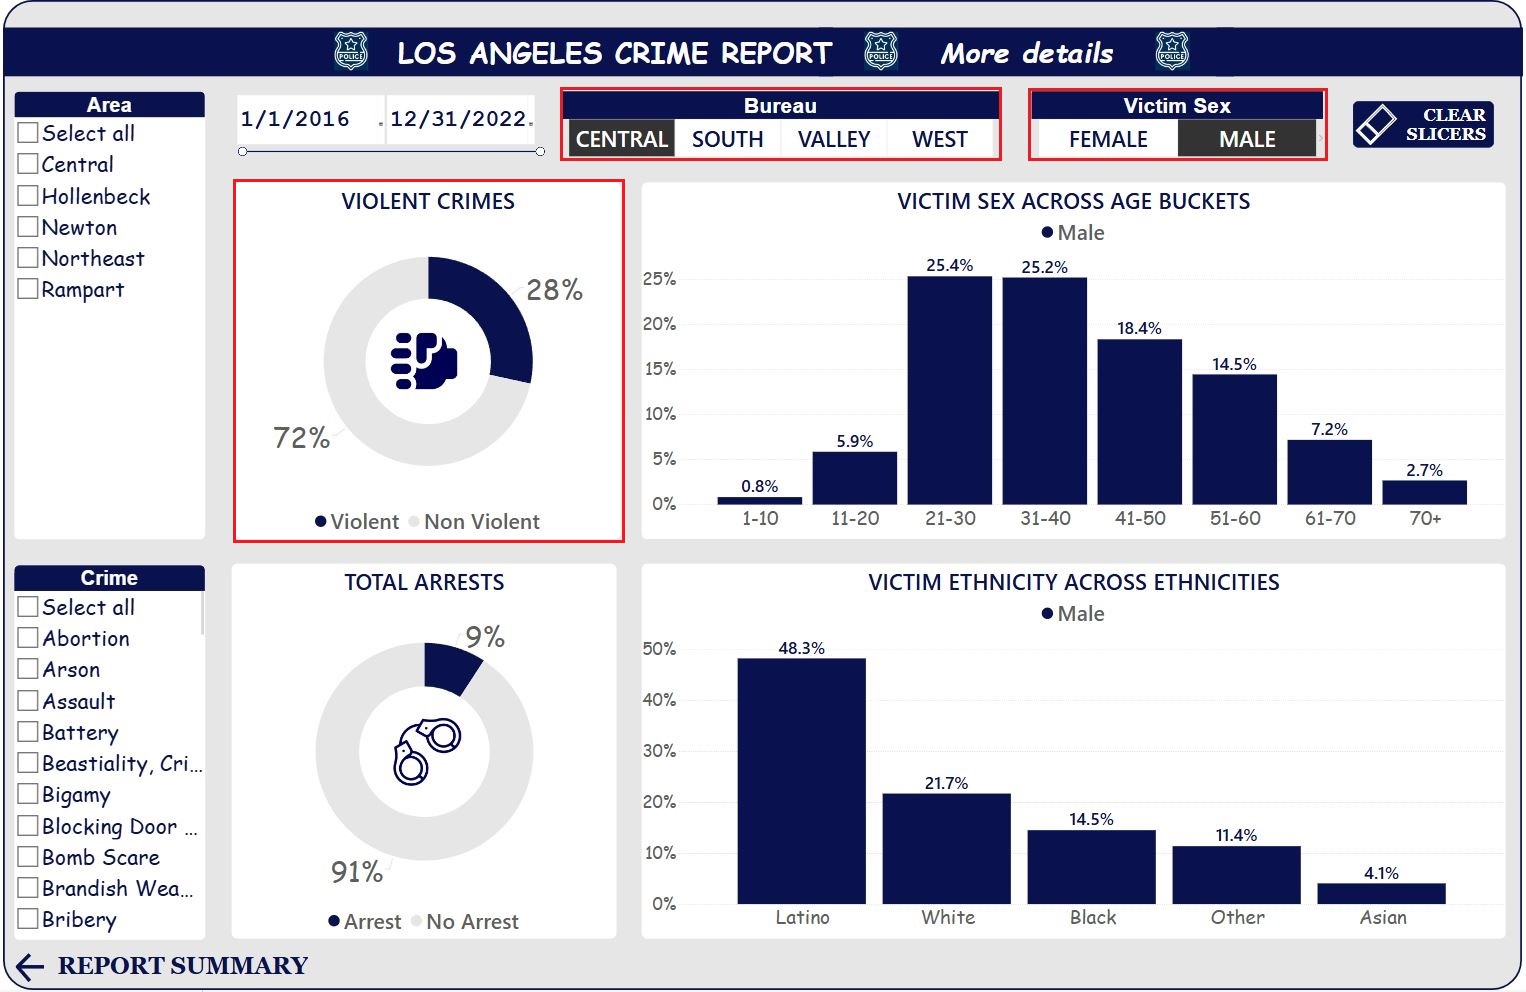 POLICE
LOS ANGELES CRIME REPORT
POLICE
More details
POLICE
Area
Select all
Central
Hollenbeck
Newton
Northeast
Rampart
1/1/2016
12/31/2022
Bureau
CENTRAL SOUTH VALLEY WEST
Victim Sex
FEMALE MALE
CLEAR
SLICERS
VIOLENT CRIMES
28%
72%
Violent Non Violent
VICTIM SEX ACROSS AGE BUCKETS
Male
25%
20%
15%
10%
5%
0%
0.8%
5.9%
25.4%
25.2%
18.4%
14.5%
7.2%
2.7%
1-10 11-20 21-30 31-40 41-50 51-60 61-70 70+
Crime
Select all
Abortion
Arson
Assault
Battery
Beastiality, Cri...
Bigamy
Blocking Door ...
Bomb Scare
Brandish Wea...
Bribery
TOTAL ARRESTS
9%
91%
Arrest No Arrest
VICTIM ETHNICITY ACROSS ETHNICITIES
Male
50%
40%
30%
20%
10%
0%
48.3%
21.7%
14.5%
11.4%
4.1%
Latino White Black Other Asian
REPORT SUMMARY